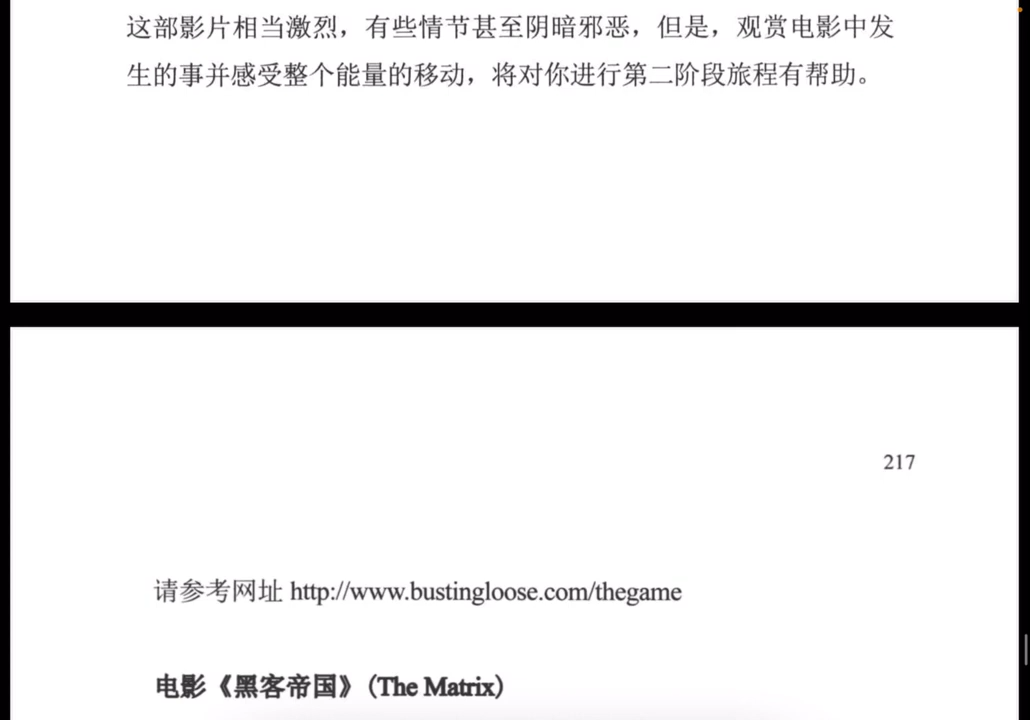 这部影片相当激烈，有些情节甚至阴暗邪恶，但是，观赏电影中发
生的事并感受整个能量的移动，将对你进行第二阶段旅程有帮助。
217
请参考网址 http://www.bustingloose.com/thegame
电影《黑客帝国》(The Matrix)